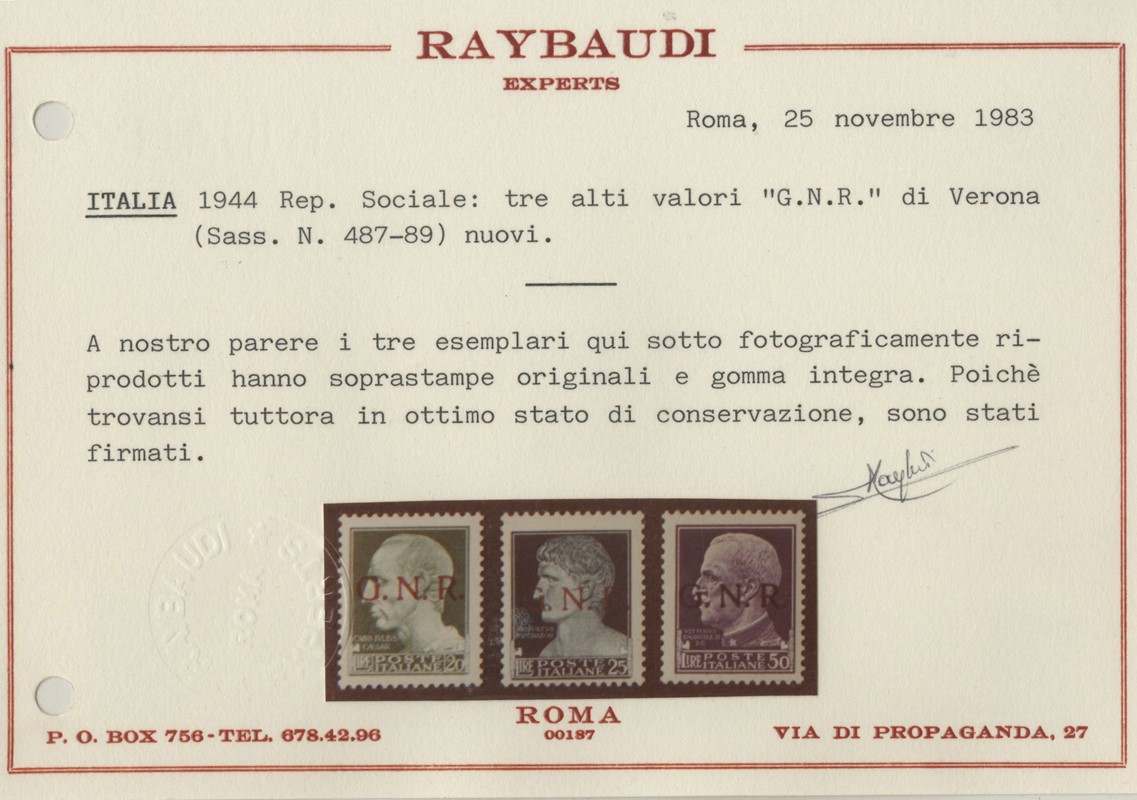 RAYBAUDI
EXPERTS
Roma, 25 novembre 1983
ITALIA 1944 Rep. Sociale: tre alti valori "G.N.R." di Verona
(Sass. N. 487-89) nuovi.
A nostro parere i tre esemplari qui sotto fotograficamente ri-
prodotti hanno soprastampe originali e gomma integra. Poichè
trovansi tuttora in ottimo stato di conservazione, sono stati
firmati.
RAYBAUDI
ROMA
G.N.R.
LIRE POSTE ITALIANE 20
G.N.R
LIRE POSTE ITALIANE 25
G.N.R
LIRE POSTE ITALIANE 50
ROMA
00187
P. O. BOX 756-TEL. 678.42.96
VIA DI PROPAGANDA, 27